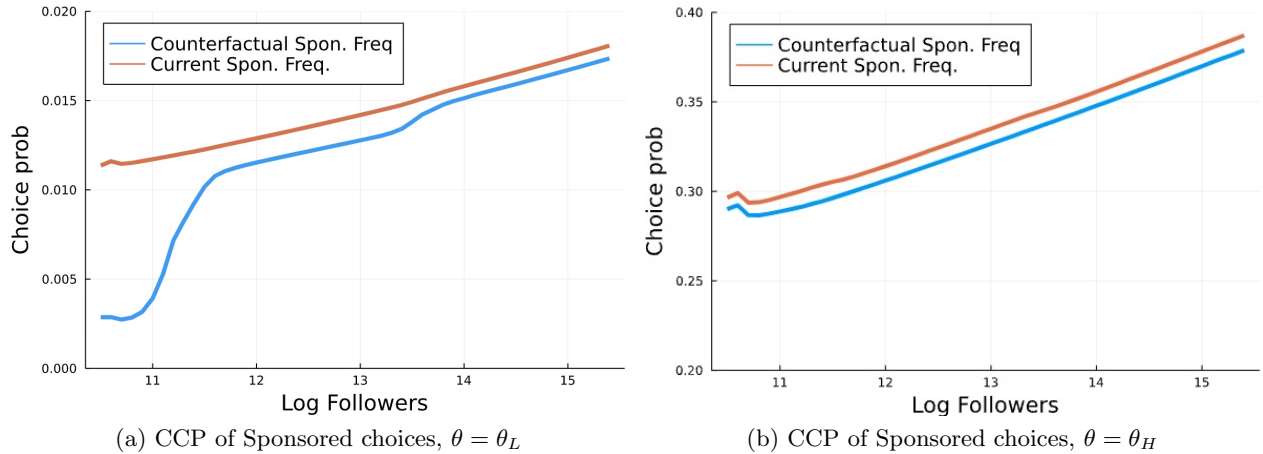 Choice prob
0.020
0.015
0.010
0.005
0.000
Counterfactual Spon. Freq
Current Spon. Freq.
11 12 13 14 15
Log Followers
(a) CCP of Sponsored choices, θ = θ_L
Choice prob
0.40
0.35
0.30
0.25
0.20
Counterfactual Spon. Freq
Current Spon. Freq.
11 12 13 14 15
Log Followers
(b) CCP of Sponsored choices, θ = θ_H